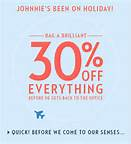 JOHNNIE'S BEEN ON HOLIDAY!
BAG A BRILLIANT
30% OFF
EVERYTHING
BEFORE HE GETS BACK TO THE OFFICE
> QUICK! BEFORE WE COME TO OUR SENSES...